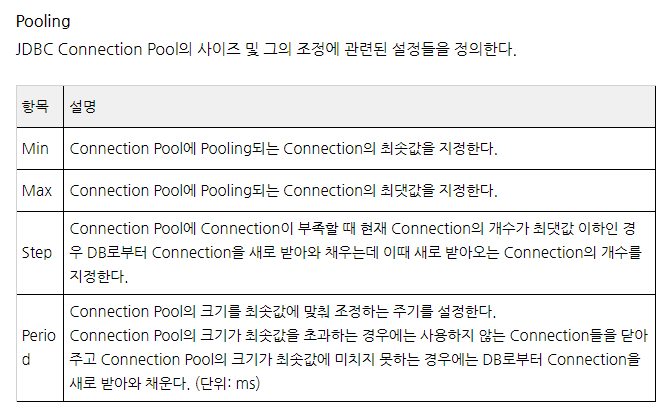 Pooling
JDBC Connection Pool의 사이즈 및 그의 조정에 관련된 설정들을 정의한다.
항목 설명
Min Connection Pool에 Pooling되는 Connection의 최솟값을 지정한다.
Max Connection Pool에 Pooling되는 Connection의 최댓값을 지정한다.
Connection Pool에 Connection이 부족할 때 현재 Connection의 개수가 최댓값 이하인 경
Step 우 DB로부터 Connection을 새로 받아와 채우는데 이때 새로 받아오는 Connection의 개수를
지정한다.
Connection Pool의 크기를 최솟값에 맞춰 조정하는 주기를 설정한다.
Perio Connection Pool의 크기가 최솟값을 초과하는 경우에는 사용하지 않는 Connection들을 닫아
d 주고 Connection Pool의 크기가 최솟값에 미치지 못하는 경우에는 DB로부터 Connection을
새로 받아와 채운다. (단위: ms)